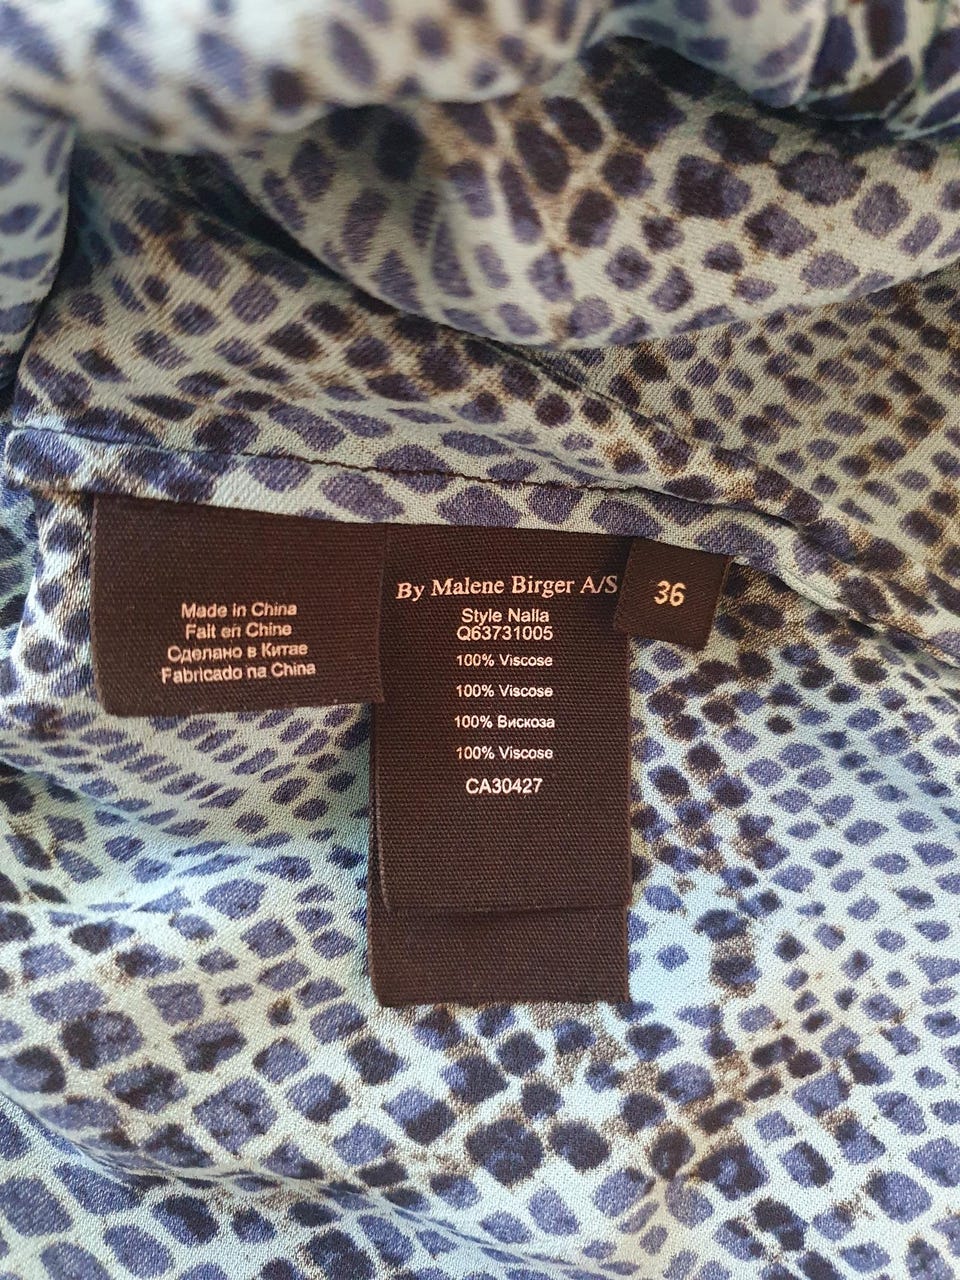 Made in China
Fait en Chine
Сделано в Китае
Fabricado na China
By Malene Birger A/S
Style Nalla
Q63731005
100% Viscose
100% Viscose
100% Вискоза
100% Viscose
CA30427
36